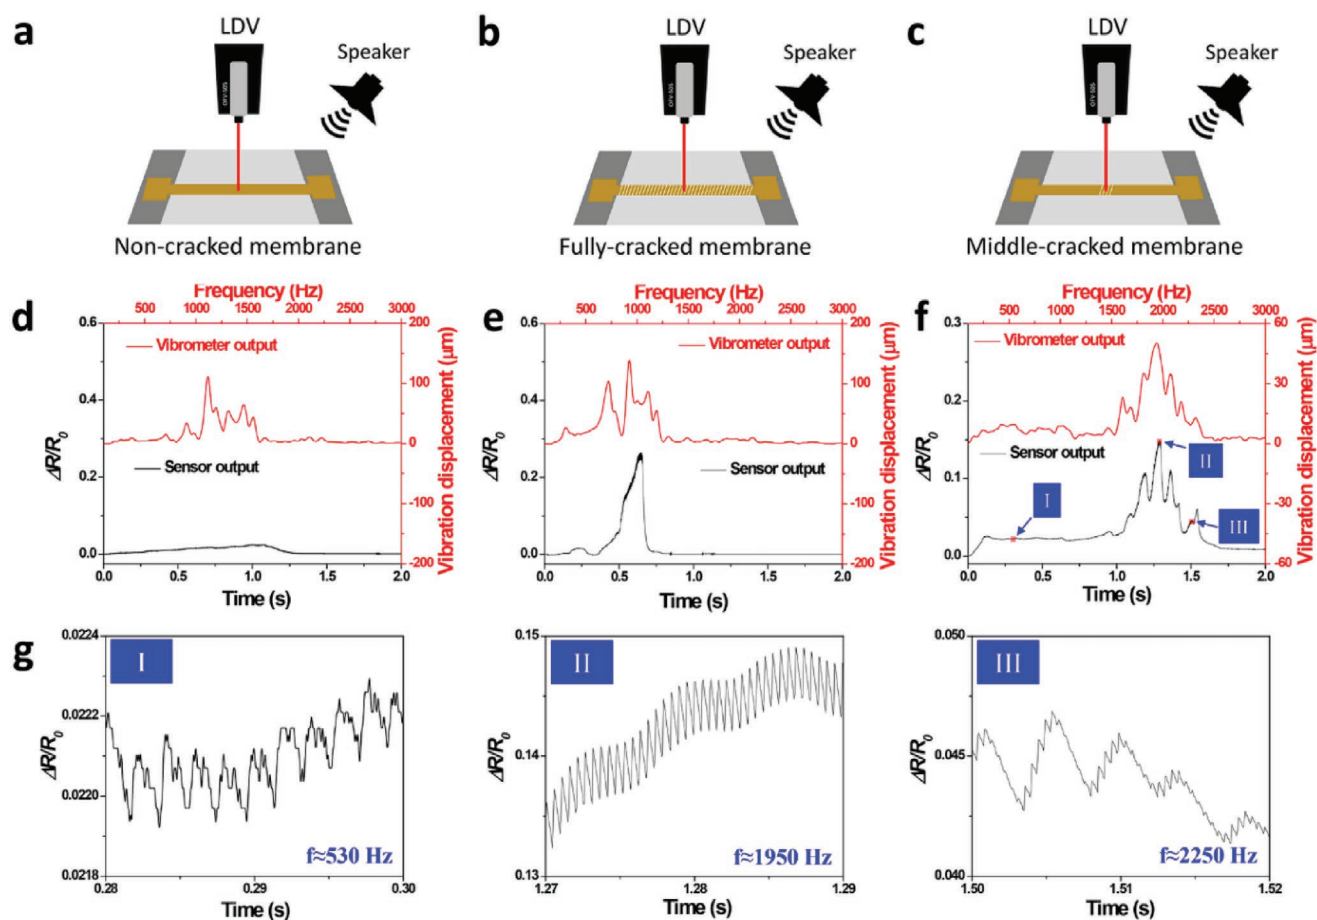 a
LDV
Speaker
OFV-505
Non-cracked membrane
b
LDV
Speaker
OFV-505
Fully-cracked membrane
c
LDV
Speaker
OFV-505
Middle-cracked membrane
d
Frequency (Hz)
500 1000 1500 2000 2500 3000
0.6 200
Vibrometer output
0.4 100
ΔR/R0
0
Sensor output
0.2 -100
0.0 -200
0.0 0.5 1.0 1.5 2.0
Time (s)
Vibration displacement (μm)
e
Frequency (Hz)
500 1000 1500 2000 2500 3000
0.6 200
Vibrometer output
0.4 100
ΔR/R0
0
Sensor output
0.2 -100
0.0 -200
0.0 0.5 1.0 1.5 2.0
Time (s)
Vibration displacement (μm)
f
Frequency (Hz)
500 1000 1500 2000 2500 3000
0.3 60
Vibrometer output
0.2 30
ΔR/R0
0
Sensor output
II
0.1 -30
I
III
0.0 -60
0.0 0.5 1.0 1.5 2.0
Time (s)
Vibration displacement (μm)
g
0.0224
I
0.0222
ΔR/R0
0.0220
f≈530 Hz
0.0218
0.28 0.29 0.30
Time (s)
0.15
II
0.14
ΔR/R0
f≈1950 Hz
0.13
1.27 1.28 1.29
Time (s)
0.050
III
0.045
ΔR/R0
f≈2250 Hz
0.040
1.50 1.51 1.52
Time (s)